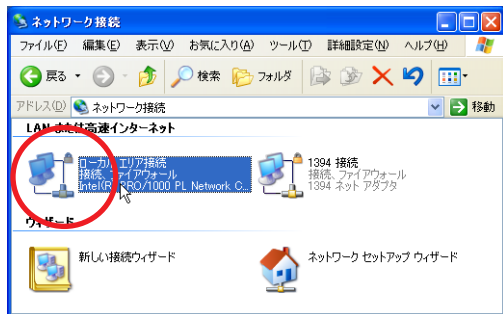 ネットワーク接続
ファイル(F) 編集(E) 表示(V) お気に入り(A) ツール(T) 詳細設定(N) ヘルプ(H)
戻る 検索 フォルダ
アドレス(D) ネットワーク接続 移動
LAN または高速インターネット
ローカル エリア接続
接続、ファイアウォール
Intel(R) PRO/1000 PL Network C...
1394 接続
接続、ファイアウォール
1394 ネット アダプタ
ウィザード
新しい接続ウィザード
ネットワーク セットアップ ウィザード